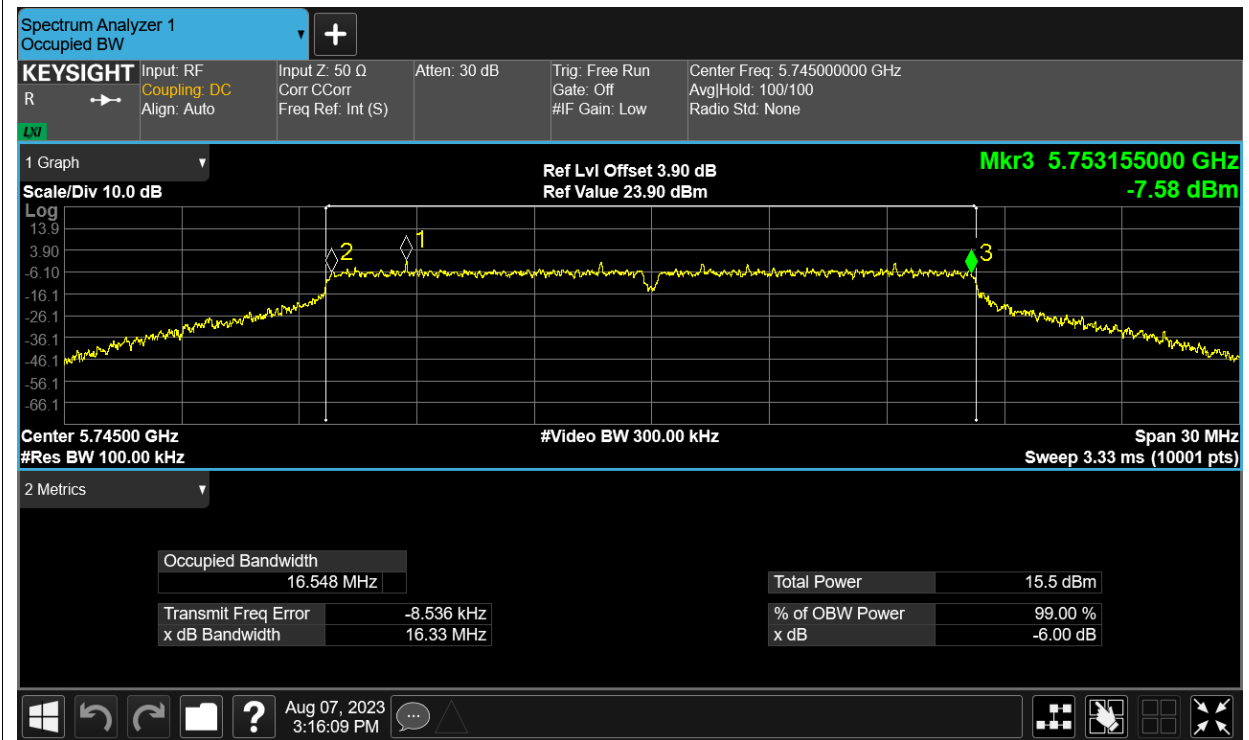 Spectrum Analyzer 1
Occupied BW
KEYSIGHT
R
LXI
Input: RF
Coupling: DC
Align: Auto
Input Z: 50 Ω
Corr CCorr
Freq Ref: Int (S)
Atten: 30 dB
Trig: Free Run
Gate: Off
#IF Gain: Low
Center Freq: 5.745000000 GHz
Avg|Hold: 100/100
Radio Std: None
1 Graph
Scale/Div 10.0 dB
Ref Lvl Offset 3.90 dB
Ref Value 23.90 dBm
Mkr3 5.753155000 GHz
-7.58 dBm
Log
13.9
3.90
-6.10
-16.1
-26.1
-36.1
-46.1
-56.1
-66.1
2
1
3
Center 5.74500 GHz
#Res BW 100.00 kHz
#Video BW 300.00 kHz
Span 30 MHz
Sweep 3.33 ms (10001 pts)
2 Metrics
Occupied Bandwidth
16.548 MHz
Transmit Freq Error -8.536 kHz
x dB Bandwidth 16.33 MHz
Total Power 15.5 dBm
% of OBW Power 99.00 %
x dB -6.00 dB
?
Aug 07, 2023
3:16:09 PM